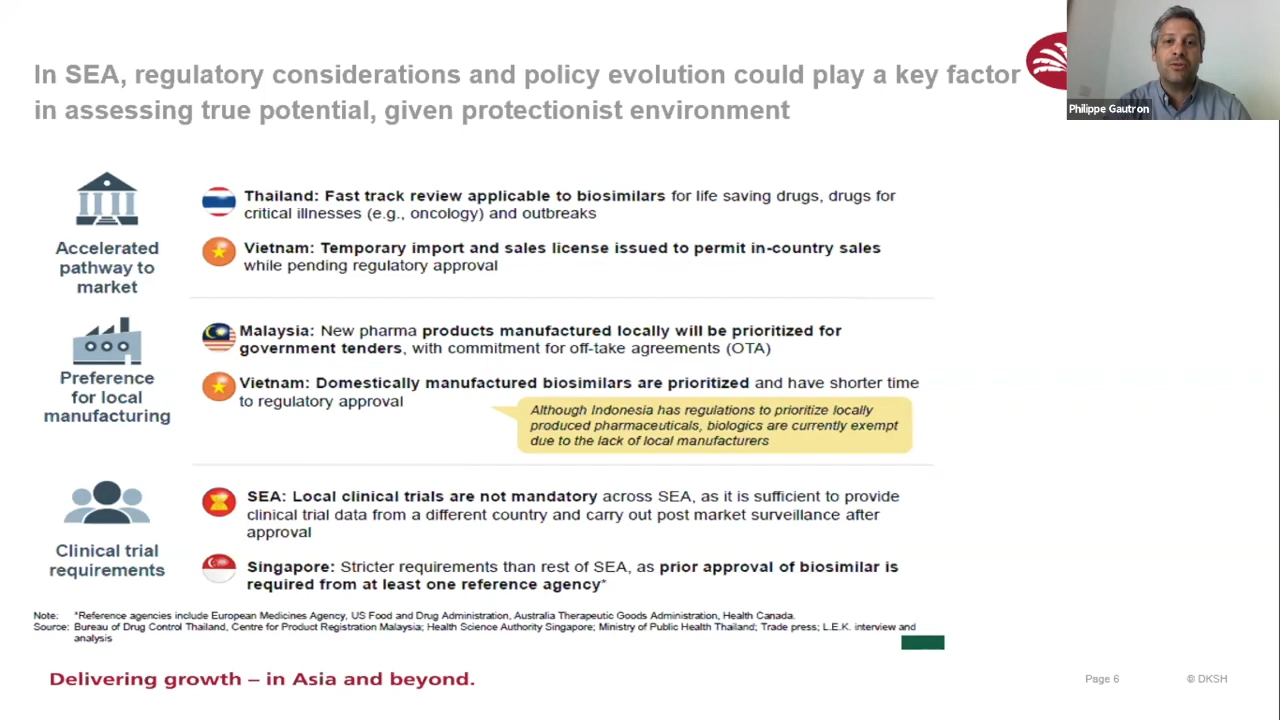 In SEA, regulatory considerations and policy evolution could play a key factor
in assessing true potential, given protectionist environment
Philippe Gautron
Accelerated
pathway to
market
Thailand: Fast track review applicable to biosimilars for life saving drugs, drugs for
critical illnesses (e.g., oncology) and outbreaks
Vietnam: Temporary import and sales license issued to permit in-country sales
while pending regulatory approval
Preference
for local
manufacturing
Malaysia: New pharma products manufactured locally will be prioritized for
government tenders, with commitment for off-take agreements (OTA)
Vietnam: Domestically manufactured biosimilars are prioritized and have shorter time
to regulatory approval
Although Indonesia has regulations to prioritize locally
produced pharmaceuticals, biologics are currently exempt
due to the lack of local manufacturers
Clinical trial
requirements
SEA: Local clinical trials are not mandatory across SEA, as it is sufficient to provide
clinical trial data from a different country and carry out post market surveillance after
approval
Singapore: Stricter requirements than rest of SEA, as prior approval of biosimilar is
required from at least one reference agency*
Note: *Reference agencies include European Medicines Agency, US Food and Drug Administration, Australia Therapeutic Goods Administration, Health Canada.
Source: Bureau of Drug Control Thailand, Centre for Product Registration Malaysia; Health Science Authority Singapore; Ministry of Public Health Thailand; Trade press; L.E.K. interview and
analysis
Delivering growth – in Asia and beyond.
Page 6
© DKSH